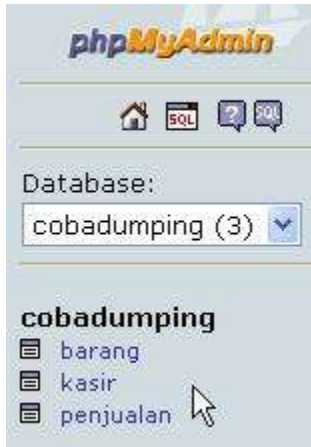 phpMyAdmin
SQL ? SQL
Database:
cobadumping (3)
cobadumping
barang
kasir
penjualan